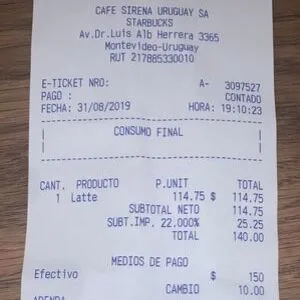 CAFE SIRENA URUGUAY SA
STARBUCKS
Av.Dr.Luis Alb Herrera 3365
Montevideo-Uruguay
RUT 217885330010
E-TICKET NRO: A- 3097527
PAGO : CONTADO
FECHA: 31/08/2019 HORA: 19:10:23
CONSUMO FINAL
CANT. PRODUCTO P.UNIT TOTAL
1 Latte 114.75 $ 114.75
SUBTOTAL NETO 114.75
SUBT.IMP. 22.000% 25.25
TOTAL 140.00
MEDIOS DE PAGO
Efectivo $ 150
CAMBIO 10.00
ADENDA